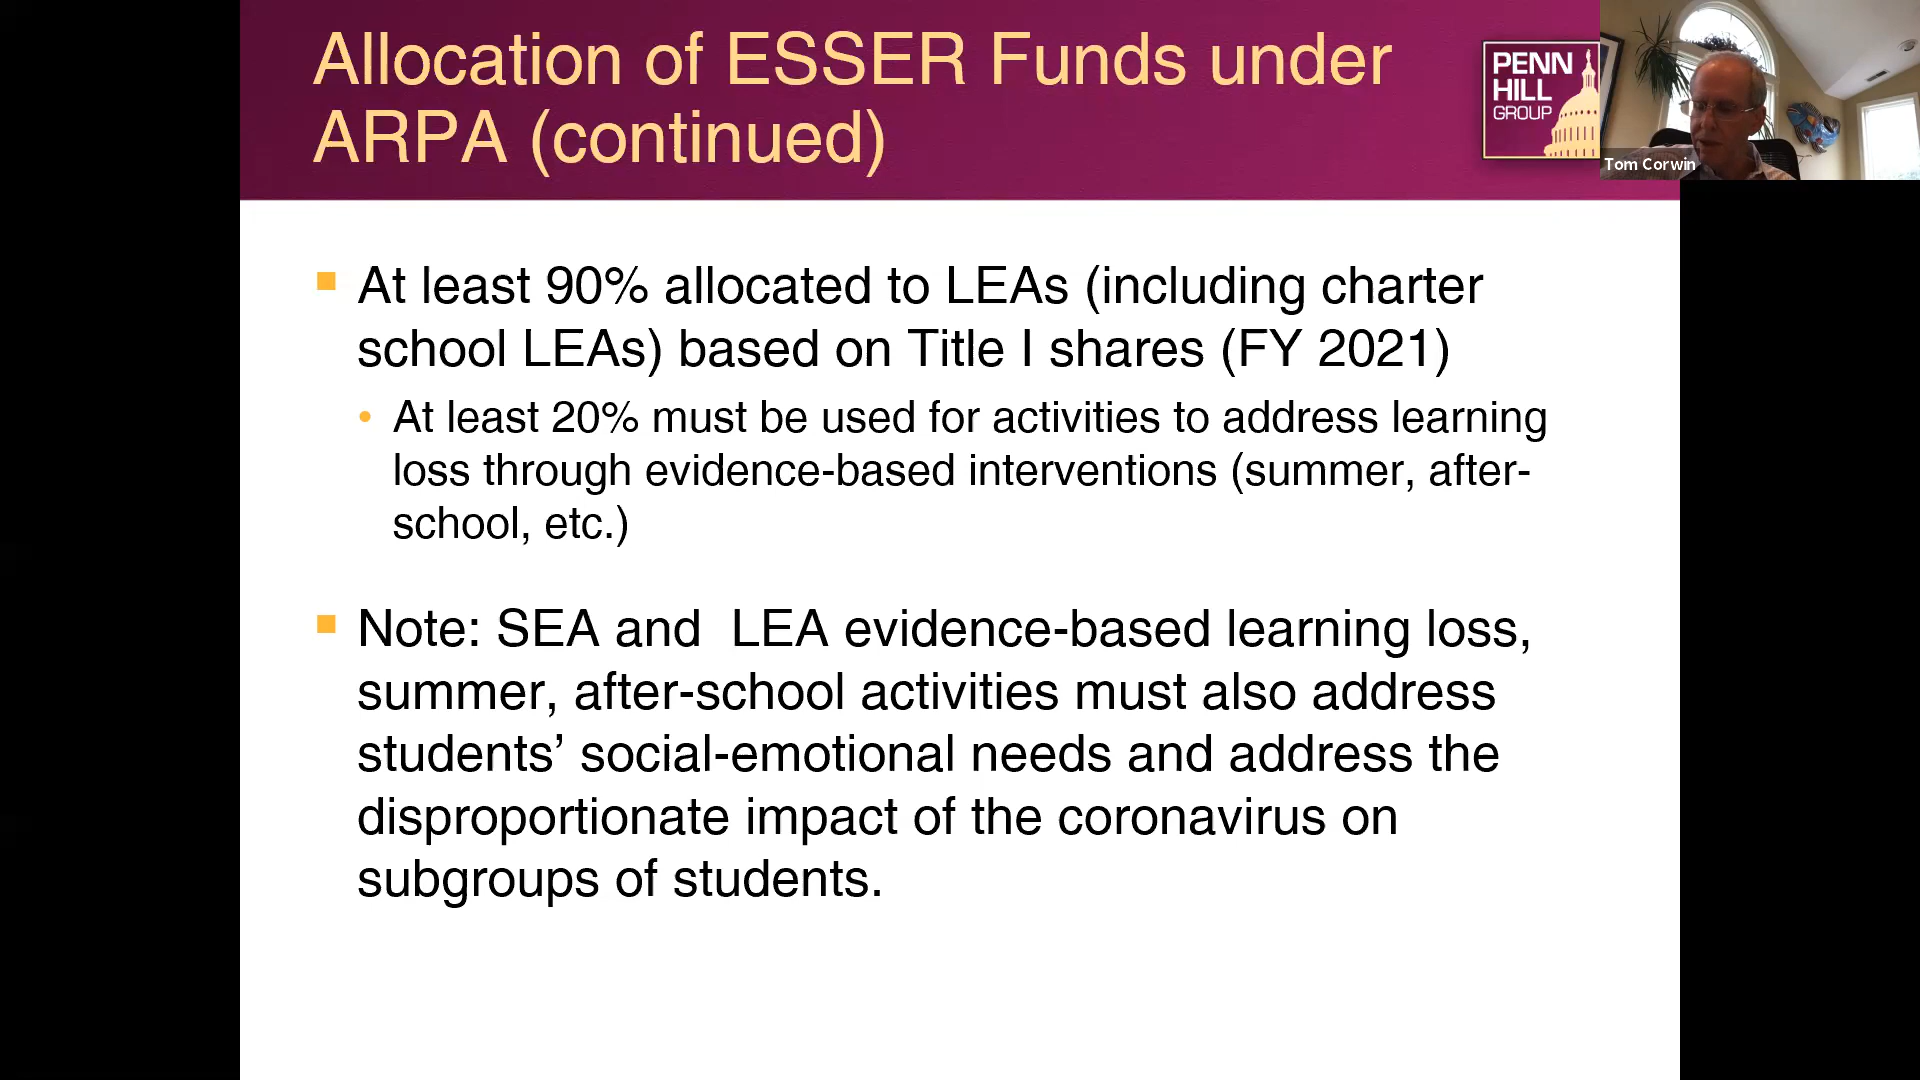 Allocation of ESSER Funds under
ARPA (continued)
PENN
HILL
GROUP
Tom Corwin
At least 90% allocated to LEAs (including charter
school LEAs) based on Title I shares (FY 2021)
At least 20% must be used for activities to address learning
loss through evidence-based interventions (summer, after-
school, etc.)
Note: SEA and  LEA evidence-based learning loss,
summer, after-school activities must also address
students’ social-emotional needs and address the
disproportionate impact of the coronavirus on
subgroups of students.